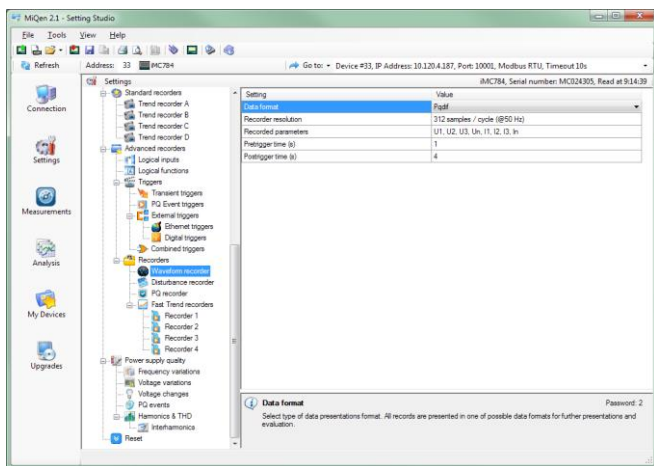 MiQen 2.1 - Setting Studio
File Tools View Help
Refresh Address: 33 iMC784 Go to: Device #33, IP Address: 10.120.4.187, Port: 10001, Modbus RTU, Timeout 10s
Settings iMC784, Serial number: MC024305, Read at 9:14:39
Connection
Settings
Measurements
Analysis
My Devices
Upgrades
Standard recorders
Trend recorder A
Trend recorder B
Trend recorder C
Trend recorder D
Advanced recorders
Logical inputs
Logical functions
Triggers
Transient triggers
PQ Event triggers
External triggers
Ethernet triggers
Digital triggers
Combined triggers
Recorders
Waveform recorder
Disturbance recorder
PQ recorder
Fast Trend recorders
Recorder 1
Recorder 2
Recorder 3
Recorder 4
Power supply quality
Frequency variations
Voltage variations
Voltage changes
PQ events
Harmonics & THD
Interharmonics
Reset
Setting Value
Data format Pqdif
Recorder resolution 312 samples / cycle (@50 Hz)
Recorded parameters U1, U2, U3, Un, I1, I2, I3, In
Pretrigger time (s) 1
Postrigger time (s) 4
Data format Password: 2
Select type of data presentations format. All records are presented in one of possible data formats for further presentations and
evaluation.